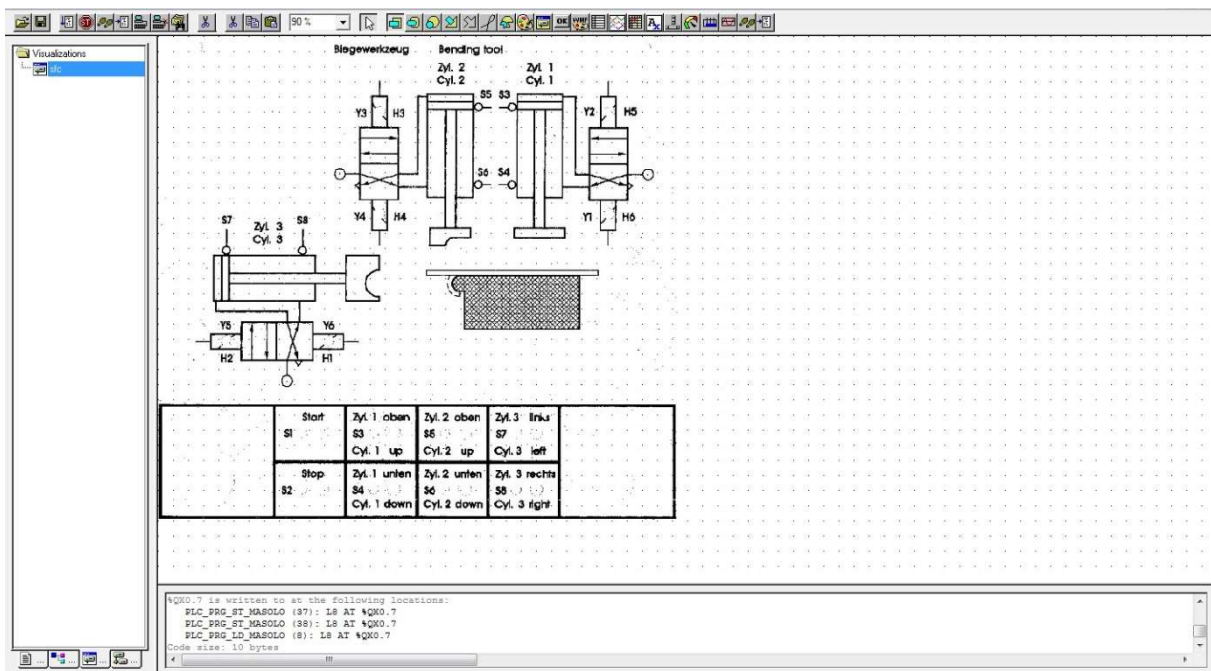 90 %
OK
Visualizations
sfc
Biegewerkzeug Bending tool
Zyl. 2 Zyl. 1
Cyl. 2 Cyl. 1
S5 S3
Y3 H3 Y2 H5
S6 S4
Y4 H4 Y1 H6
S7 S8
Zyl. 3
Cyl. 3
Y5 Y6
H2 H1
Start Zyl. 1 oben Zyl. 2 oben Zyl. 3 links
S1 S3 S5 S7
Cyl. 1 up Cyl. 2 up Cyl. 3 left
Stop Zyl. 1 unten Zyl. 2 unten Zyl. 3 rechts
S2 S4 S6 S8
Cyl. 1 down Cyl. 2 down Cyl. 3 right
%QX0.7 is written to at the following locations:
PLC_PRG_ST_MASOLO (37): L8 AT %QX0.7
PLC_PRG_ST_MASOLO (38): L8 AT %QX0.7
PLC_PRG_LD_MASOLO (8): L8 AT %QX0.7
Code size: 10 bytes